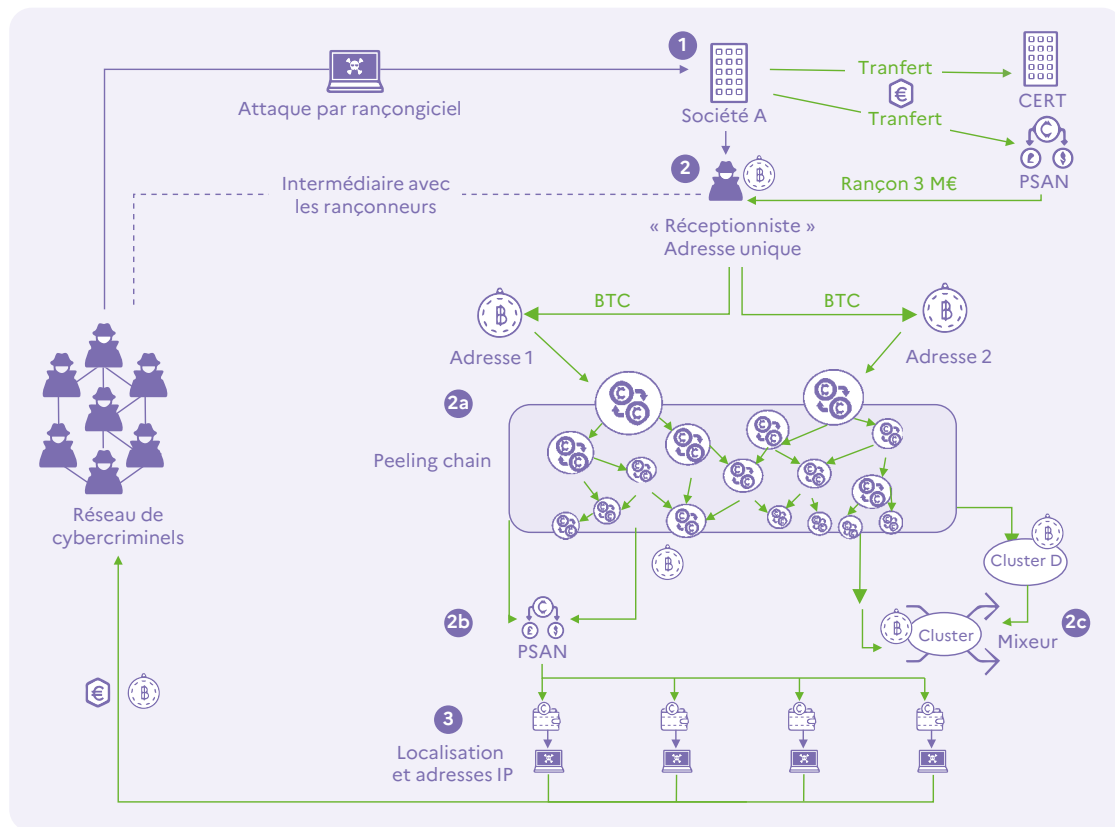 1
Tranfert
Attaque par rançongiciel
Société A
CERT
Tranfert
2
Intermédiaire avec
les rançonneurs
Rançon 3 M€
PSAN
« Réceptionniste »
Adresse unique
BTC
BTC
Adresse 1
Adresse 2
2a
Peeling chain
Réseau de
cybercriminels
Cluster D
2b
PSAN
Cluster
Mixeur
2c
3
Localisation
et adresses IP